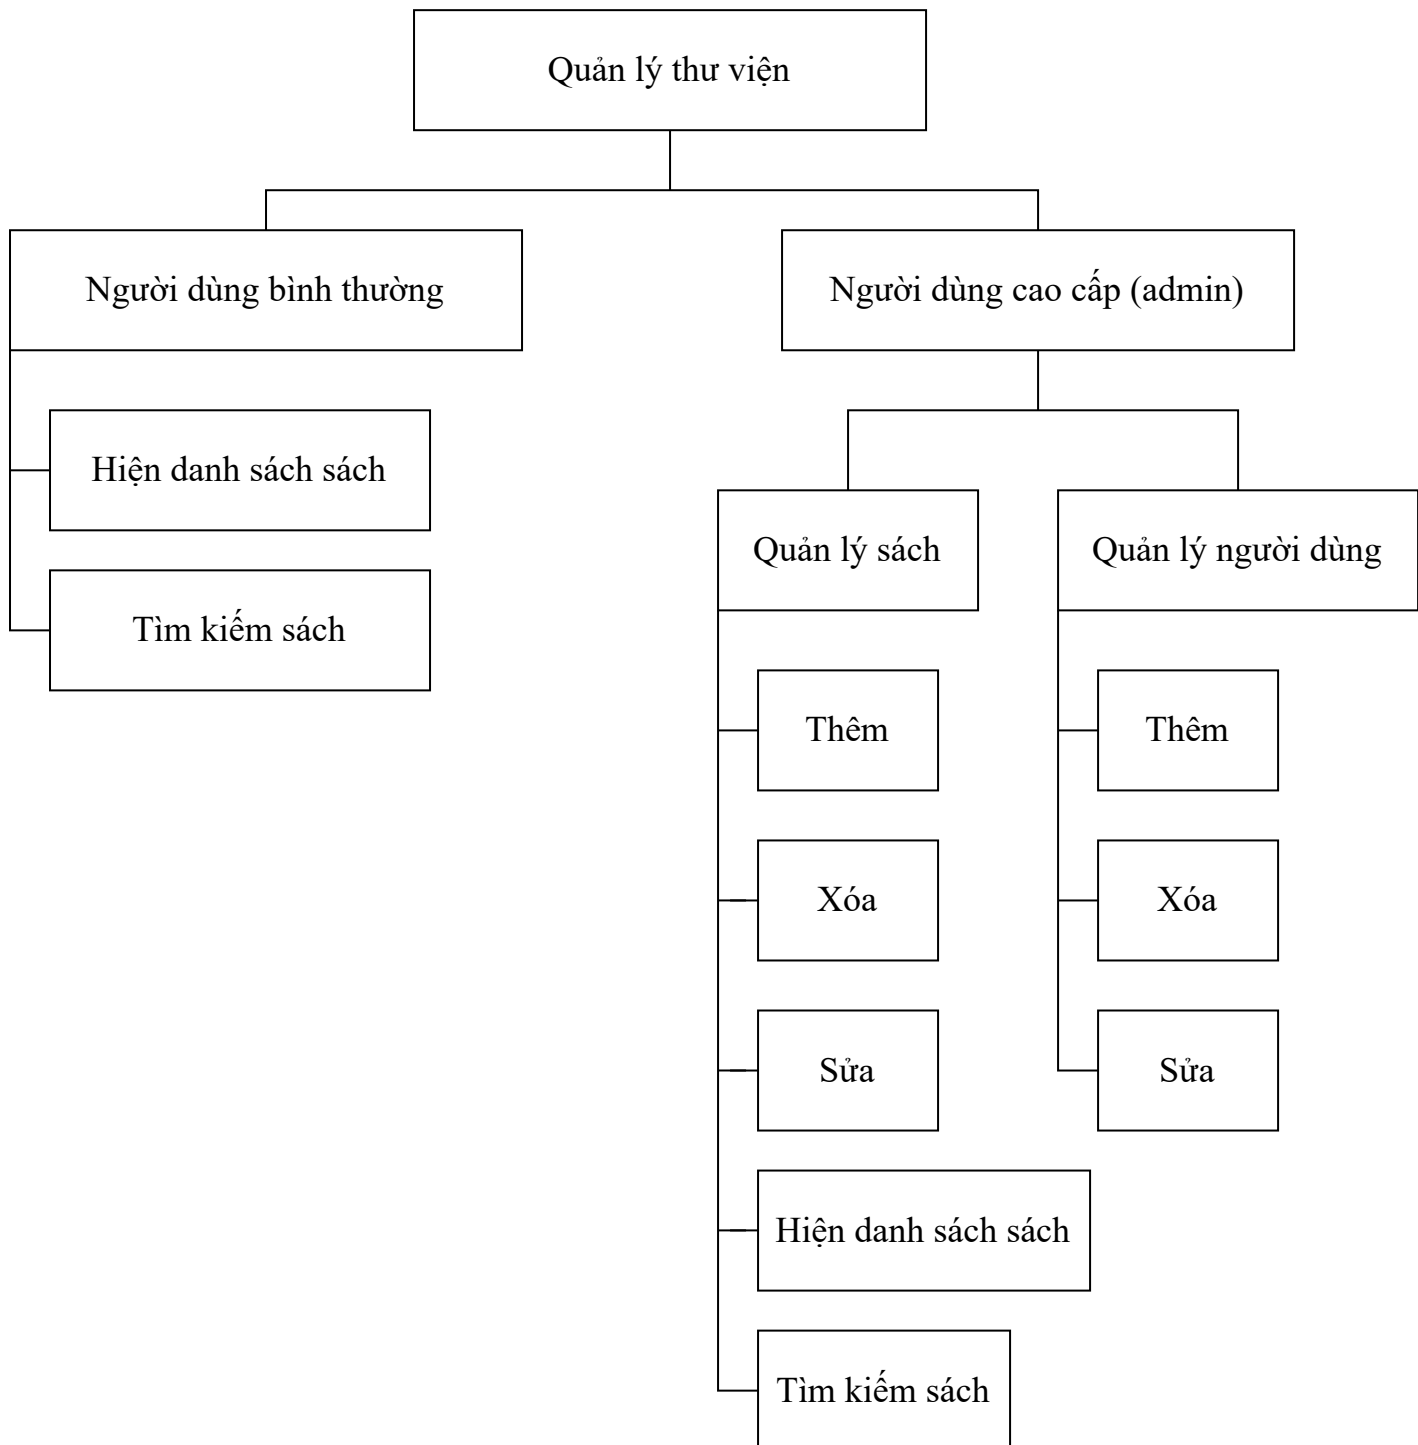 Quản lý thư viện
Người dùng bình thường
Hiện danh sách sách
Tìm kiếm sách
Người dùng cao cấp (admin)
Quản lý sách
Thêm
Xóa
Sửa
Hiện danh sách sách
Tìm kiếm sách
Quản lý người dùng
Thêm
Xóa
Sửa